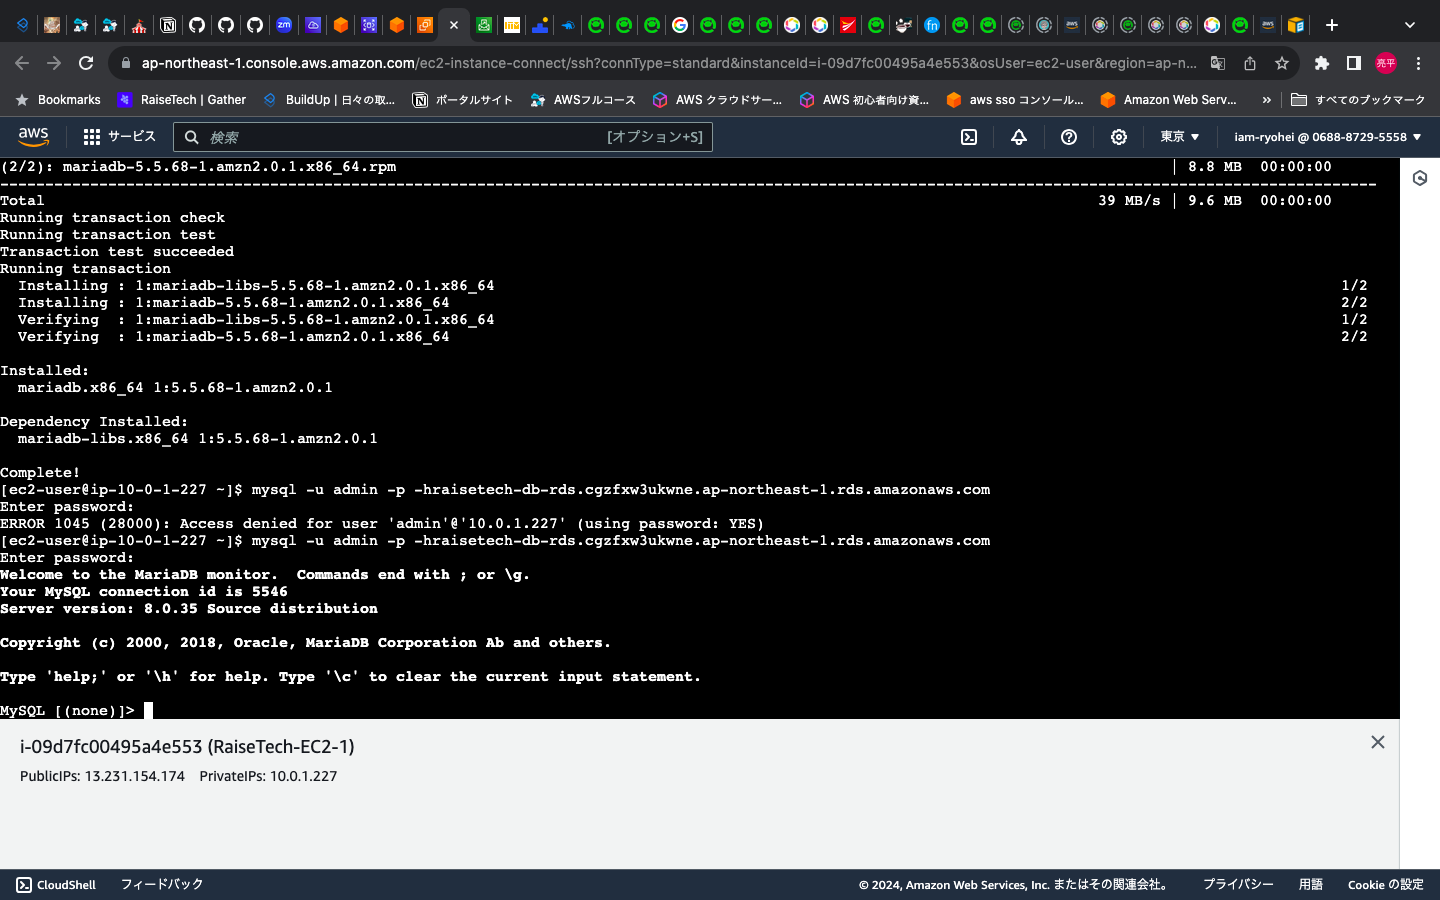 ap-northeast-1.console.aws.amazon.com/ec2-instance-connect/ssh?connType=standard&instanceId=i-09d7fc00495a4e553&osUser=ec2-user&region=ap-n... 亮平
Bookmarks RaiseTech | Gather BuildUp | 日々の取... ポータルサイト AWSフルコース AWS クラウドサー... AWS 初心者向け資... aws sso コンソール... Amazon Web Serv... » すべてのブックマーク
aws サービス 検索 [オプション+S] 東京 ▼ iam-ryohei @ 0688-8729-5558 ▼
(2/2): mariadb-5.5.68-1.amzn2.0.1.x86_64.rpm | 8.8 MB 00:00:00
--------------------------------------------------------------------------------
Total 39 MB/s | 9.6 MB 00:00:00
Running transaction check
Running transaction test
Transaction test succeeded
Running transaction
Installing : 1:mariadb-libs-5.5.68-1.amzn2.0.1.x86_64 1/2
Installing : 1:mariadb-5.5.68-1.amzn2.0.1.x86_64 2/2
Verifying : 1:mariadb-libs-5.5.68-1.amzn2.0.1.x86_64 1/2
Verifying : 1:mariadb-5.5.68-1.amzn2.0.1.x86_64 2/2
Installed:
mariadb.x86_64 1:5.5.68-1.amzn2.0.1
Dependency Installed:
mariadb-libs.x86_64 1:5.5.68-1.amzn2.0.1
Complete!
[ec2-user@ip-10-0-1-227 ~]$ mysql -u admin -p -hraisetech-db-rds.cgzfxw3ukwne.ap-northeast-1.rds.amazonaws.com
Enter password:
ERROR 1045 (28000): Access denied for user 'admin'@'10.0.1.227' (using password: YES)
[ec2-user@ip-10-0-1-227 ~]$ mysql -u admin -p -hraisetech-db-rds.cgzfxw3ukwne.ap-northeast-1.rds.amazonaws.com
Enter password:
Welcome to the MariaDB monitor.  Commands end with ; or \g.
Your MySQL connection id is 5546
Server version: 8.0.35 Source distribution
Copyright (c) 2000, 2018, Oracle, MariaDB Corporation Ab and others.
Type 'help;' or '\h' for help. Type '\c' to clear the current input statement.
MySQL [(none)]>
i-09d7fc00495a4e553 (RaiseTech-EC2-1)
PublicIPs: 13.231.154.174 PrivateIPs: 10.0.1.227
CloudShell フィードバック © 2024, Amazon Web Services, Inc. またはその関連会社。 プライバシー 用語 Cookie の設定